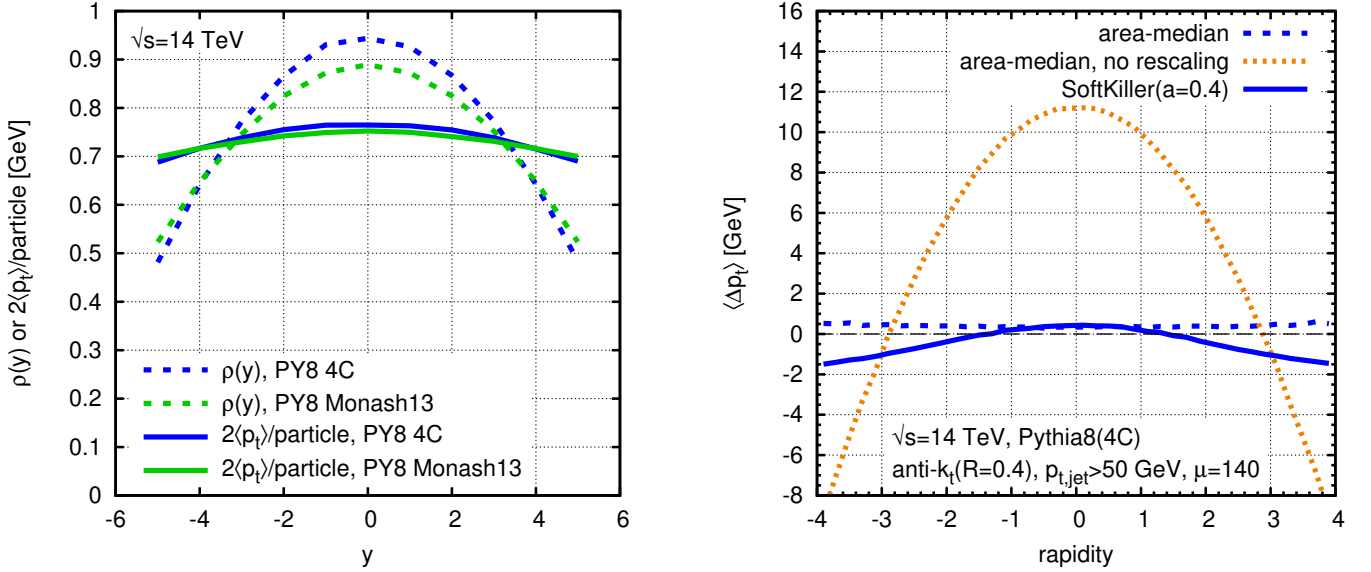 √s=14 TeV
ρ(y) or 2⟨pt⟩/particle [GeV]
1
0.9
0.8
0.7
0.6
0.5
0.4
0.3
0.2
0.1
0
ρ(y), PY8 4C
ρ(y), PY8 Monash13
2⟨pt⟩/particle, PY8 4C
2⟨pt⟩/particle, PY8 Monash13
-6 -4 -2 0 2 4 6
y
area-median
area-median, no rescaling
SoftKiller(a=0.4)
⟨Δpt⟩ [GeV]
16
14
12
10
8
6
4
2
0
-2
-4
-6
-8
√s=14 TeV, Pythia8(4C)
anti-kt(R=0.4), pt,jet>50 GeV, μ=140
-4 -3 -2 -1 0 1 2 3 4
rapidity